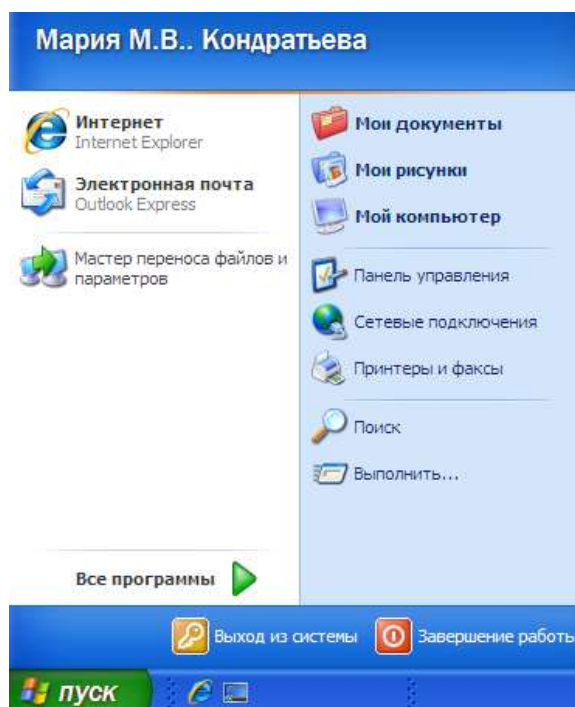 Мария М.В.. Кондратьева
Интернет
Internet Explorer
Электронная почта
Outlook Express
Мастер переноса файлов и
параметров
Все программы
Мои документы
Мои рисунки
Мой компьютер
Панель управления
Сетевые подключения
Принтеры и факсы
Поиск
Выполнить...
Выход из системы
Завершение работы
пуск